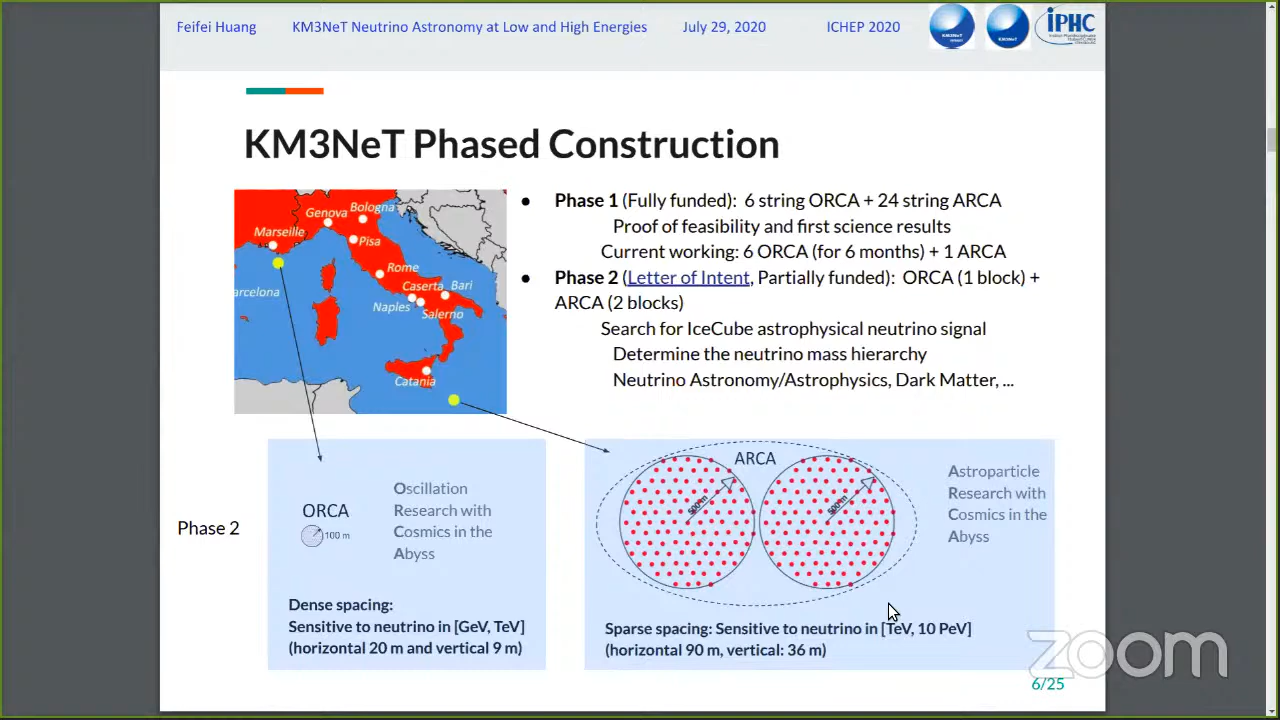 Feifei Huang KM3NeT Neutrino Astronomy at Low and High Energies July 29, 2020 ICHEP 2020
KM3NeT
KM3NeT
IPHC
KM3NeT Phased Construction
Genova
Bologna
Marseille
Pisa
Rome
arcelona
Caserta
Bari
Naples
Salerno
Catania
● Phase 1 (Fully funded): 6 string ORCA + 24 string ARCA
Proof of feasibility and first science results
Current working: 6 ORCA (for 6 months) + 1 ARCA
● Phase 2 (Letter of Intent, Partially funded): ORCA (1 block) +
ARCA (2 blocks)
Search for IceCube astrophysical neutrino signal
Determine the neutrino mass hierarchy
Neutrino Astronomy/Astrophysics, Dark Matter, ...
Phase 2
ORCA
100 m
Oscillation
Research with
Cosmics in the
Abyss
Dense spacing:
Sensitive to neutrino in [GeV, TeV]
(horizontal 20 m and vertical 9 m)
ARCA
500m
500m
Astroparticle
Research with
Cosmics in the
Abyss
Sparse spacing: Sensitive to neutrino in [TeV, 10 PeV]
(horizontal 90 m, vertical: 36 m)
zoom
6/25